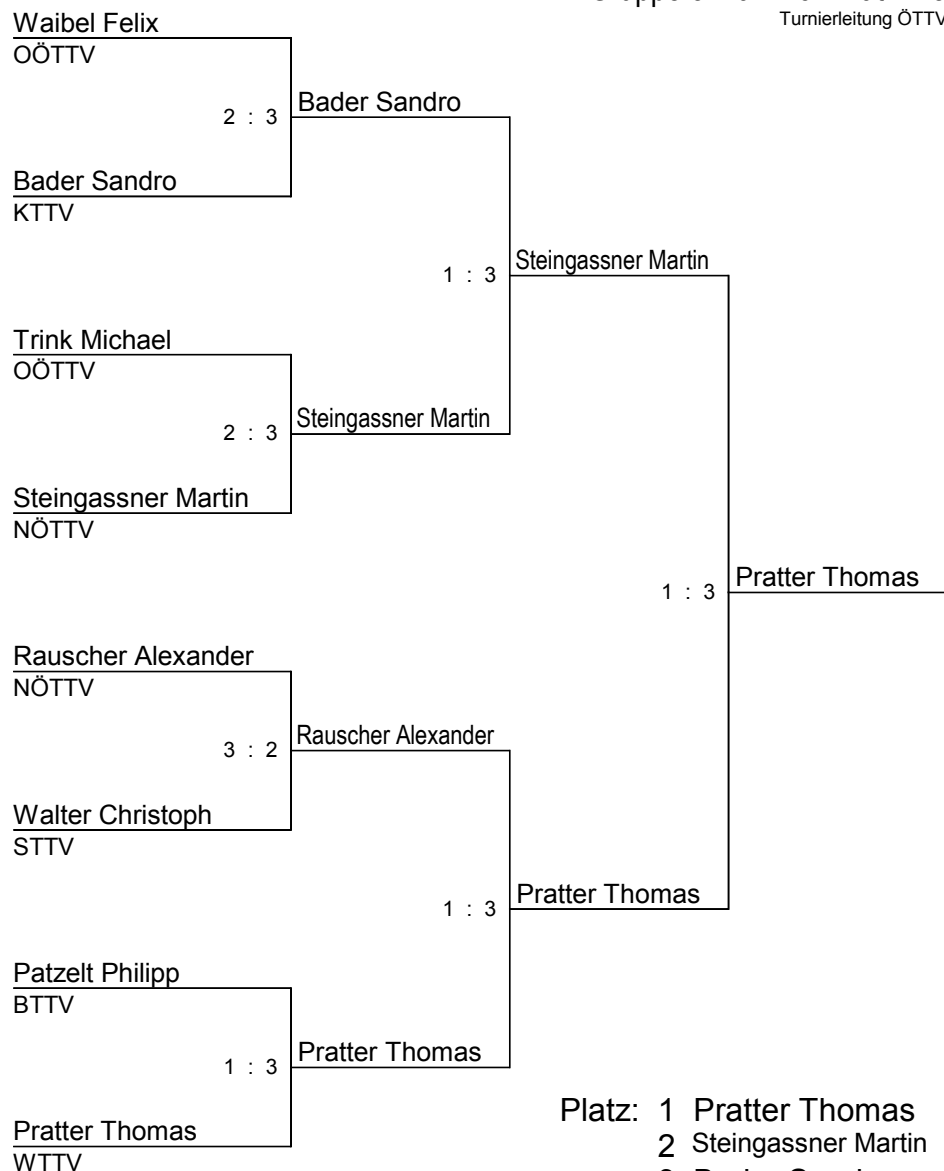 Turnierleitung ÖTTV
Waibel Felix
OÖTTV
2 : 3
Bader Sandro
Bader Sandro
KTTV
1 : 3
Steingassner Martin
Trink Michael
OÖTTV
2 : 3
Steingassner Martin
Steingassner Martin
NÖTTV
1 : 3
Pratter Thomas
Rauscher Alexander
NÖTTV
3 : 2
Rauscher Alexander
Walter Christoph
STTV
1 : 3
Pratter Thomas
Patzelt Philipp
BTTV
1 : 3
Pratter Thomas
Pratter Thomas
WTTV
Platz: 1 Pratter Thomas
2 Steingassner Martin